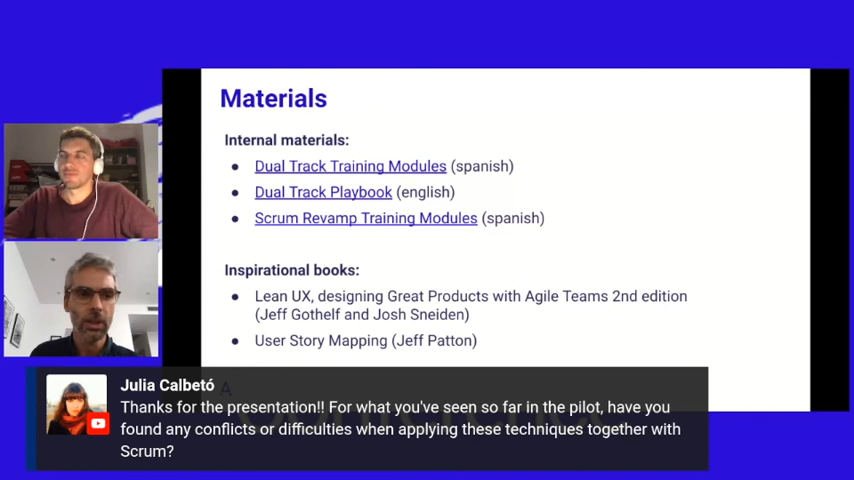 Materials
Internal materials:
● Dual Track Training Modules (spanish)
● Dual Track Playbook (english)
● Scrum Revamp Training Modules (spanish)
Inspirational books:
● Lean UX, designing Great Products with Agile Teams 2nd edition
(Jeff Gothelf and Josh Sneiden)
● User Story Mapping (Jeff Patton)
A
Julia Calbetó
Thanks for the presentation!! For what you've seen so far in the pilot, have you
found any conflicts or difficulties when applying these techniques together with
Scrum?